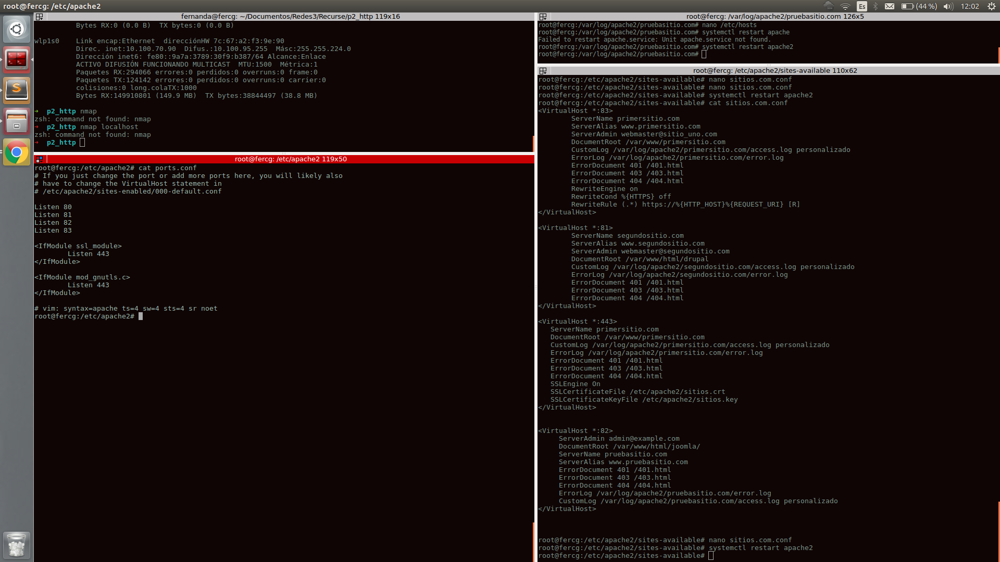 root@fercg: /etc/apache2
Es
(44 %)
12:02
fernanda@fercg: ~/Documentos/Redes3/Recurse/p2_http 119x16
Bytes RX:0 (0.0 B)  TX bytes:0 (0.0 B)
wlp1s0    Link encap:Ethernet  direcciónHW 7c:67:a2:f3:9e:90
Direc. inet:10.100.70.90  Difus.:10.100.95.255  Másc:255.255.224.0
Dirección inet6: fe80::9a7a:3789:30f9:b387/64 Alcance:Enlace
ACTIVO DIFUSIÓN FUNCIONANDO MULTICAST  MTU:1500  Métrica:1
Paquetes RX:294066 errores:0 perdidos:0 overruns:0 frame:0
Paquetes TX:124142 errores:0 perdidos:0 overruns:0 carrier:0
colisiones:0 long.colaTX:1000
Bytes RX:149910801 (149.9 MB)  TX bytes:38844497 (38.8 MB)
➜  p2_http nmap
zsh: command not found: nmap
➜  p2_http nmap localhost
zsh: command not found: nmap
➜  p2_http
root@fercg: /etc/apache2 119x50
root@fercg:/etc/apache2# cat ports.conf
# If you just change the port or add more ports here, you will likely also
# have to change the VirtualHost statement in
# /etc/apache2/sites-enabled/000-default.conf
Listen 80
Listen 81
Listen 82
Listen 83
<IfModule ssl_module>
Listen 443
</IfModule>
<IfModule mod_gnutls.c>
Listen 443
</IfModule>
# vim: syntax=apache ts=4 sw=4 sts=4 sr noet
root@fercg:/etc/apache2#
root@fercg: /var/log/apache2/pruebasitio.com 126x5
root@fercg:/var/log/apache2/pruebasitio.com# nano /etc/hosts
root@fercg:/var/log/apache2/pruebasitio.com# systemctl restart apache
Failed to restart apache.service: Unit apache.service not found.
root@fercg:/var/log/apache2/pruebasitio.com# systemctl restart apache2
root@fercg:/var/log/apache2/pruebasitio.com#
root@fercg: /etc/apache2/sites-available 110x62
root@fercg:/etc/apache2/sites-available# nano sitios.com.conf
root@fercg:/etc/apache2/sites-available# nano sitios.com.conf
root@fercg:/etc/apache2/sites-available# systemctl restart apache2
root@fercg:/etc/apache2/sites-available# cat sitios.com.conf
<VirtualHost *:83>
ServerName primersitio.com
ServerAlias www.primersitio.com
ServerAdmin webmaster@sitio_uno.com
DocumentRoot /var/www/primersitio.com
CustomLog /var/log/apache2/primersitio.com/access.log personalizado
ErrorLog /var/log/apache2/primersitio.com/error.log
ErrorDocument 401 /401.html
ErrorDocument 403 /403.html
ErrorDocument 404 /404.html
RewriteEngine on
RewriteCond %{HTTPS} off
RewriteRule (.*) https://%{HTTP_HOST}%{REQUEST_URI} [R]
</VirtualHost>
<VirtualHost *:81>
ServerName segundositio.com
ServerAlias www.segundositio.com
ServerAdmin webmaster@segundositio.com
DocumentRoot /var/www/html/drupal
CustomLog /var/log/apache2/segundositio.com/access.log personalizado
ErrorLog /var/log/apache2/segundositio.com/error.log
ErrorDocument 401 /401.html
ErrorDocument 403 /403.html
ErrorDocument 404 /404.html
</VirtualHost>
<VirtualHost *:443>
ServerName primersitio.com
DocumentRoot /var/www/primersitio.com
CustomLog /var/log/apache2/primersitio.com/access.log personalizado
ErrorLog /var/log/apache2/primersitio.com/error.log
ErrorDocument 401 /401.html
ErrorDocument 403 /403.html
ErrorDocument 404 /404.html
SSLEngine On
SSLCertificateFile /etc/apache2/sitios.crt
SSLCertificateKeyFile /etc/apache2/sitios.key
</VirtualHost>
<VirtualHost *:82>
ServerAdmin admin@example.com
DocumentRoot /var/www/html/joomla/
ServerName pruebasitio.com
ServerAlias www.pruebasitio.com
ErrorDocument 401 /401.html
ErrorDocument 403 /403.html
ErrorDocument 404 /404.html
ErrorLog /var/log/apache2/pruebasitio.com/error.log
CustomLog /var/log/apache2/pruebasitio.com/access.log personalizado
</VirtualHost>
root@fercg:/etc/apache2/sites-available# nano sitios.com.conf
root@fercg:/etc/apache2/sites-available# systemctl restart apache2
root@fercg:/etc/apache2/sites-available#